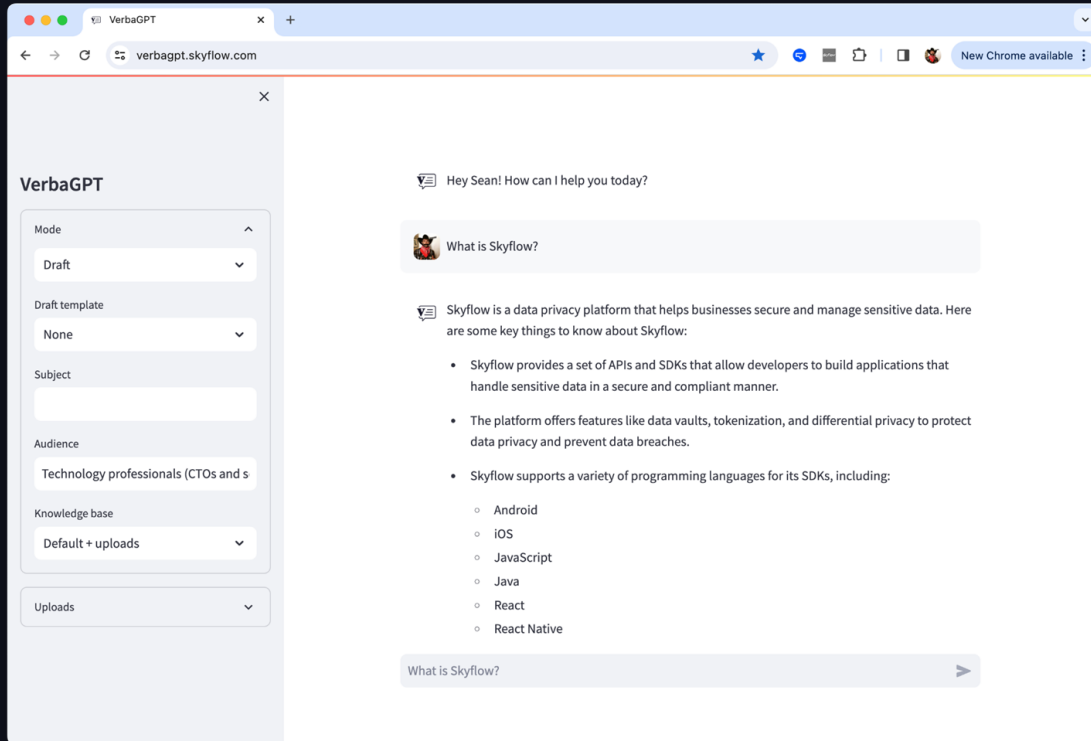 VerbaGPT
verbagpt.skyflow.com
New Chrome available
VerbaGPT
Mode
Draft
Draft template
None
Subject
Audience
Technology professionals (CTOs and s
Knowledge base
Default + uploads
Uploads
Hey Sean! How can I help you today?
What is Skyflow?
Skyflow is a data privacy platform that helps businesses secure and manage sensitive data. Here
are some key things to know about Skyflow:
• Skyflow provides a set of APIs and SDKs that allow developers to build applications that
handle sensitive data in a secure and compliant manner.
• The platform offers features like data vaults, tokenization, and differential privacy to protect
data privacy and prevent data breaches.
• Skyflow supports a variety of programming languages for its SDKs, including:
◦ Android
◦ iOS
◦ JavaScript
◦ Java
◦ React
◦ React Native
What is Skyflow?